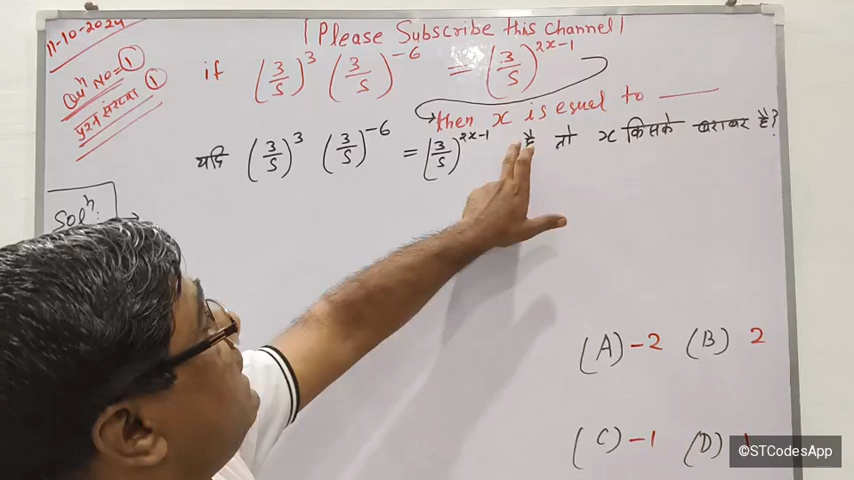 11-10-2024
[Please Subscribe this channel]
Quⁿ No=①
प्रश्न संख्या ①
if (3/5)^3 (3/5)^-6 = (3/5)^2x-1
then x is equal to ____
यदि (3/5)^3 (3/5)^-6 = (3/5)^2x-1 है तो x किसके बराबर है?
Solⁿ:→
(A) -2 (B) 2
(C) -1 (D) 1
©STCodesApp